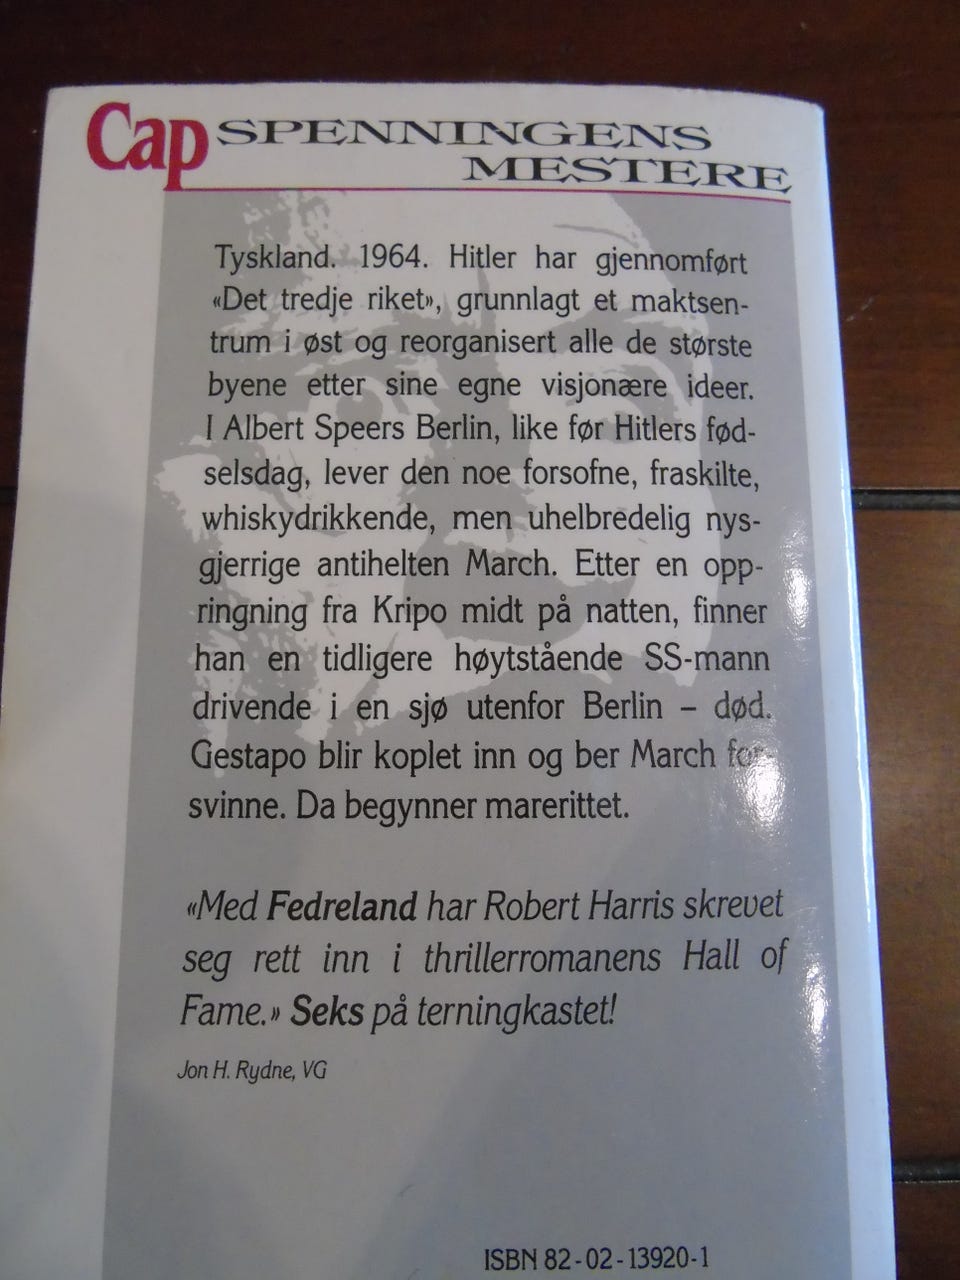 Cap SPENNINGENS
MESTERE
Tyskland. 1964. Hitler har gjennomført
«Det tredje riket», grunnlagt et maktsen-
trum i øst og reorganisert alle de største
byene etter sine egne visjonære ideer.
I Albert Speers Berlin, like før Hitlers fød-
selsdag, lever den noe forsofne, fraskilte,
whiskydrikkende, men uhelbredelig nys-
gjerrige antihelten March. Etter en opp-
ringning fra Kripo midt på natten, finner
han en tidligere høytstående SS-mann
drivende i en sjø utenfor Berlin – død.
Gestapo blir koplet inn og ber March for-
svinne. Da begynner marerittet.
«Med Fedreland har Robert Harris skrevet
seg rett inn i thrillerromanens Hall of
Fame.» Seks på terningkastet!
Jon H. Rydne, VG
ISBN 82-02-13920-1